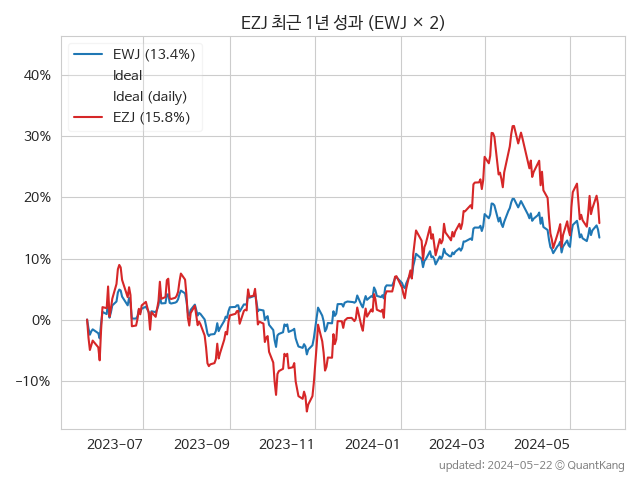 EZJ 최근 1년 성과 (EWJ × 2)
EWJ (13.4%)
Ideal
Ideal (daily)
EZJ (15.8%)
40%
30%
20%
10%
0%
−10%
2023-07 2023-09 2023-11 2024-01 2024-03 2024-05
updated: 2024-05-22 © QuantKang